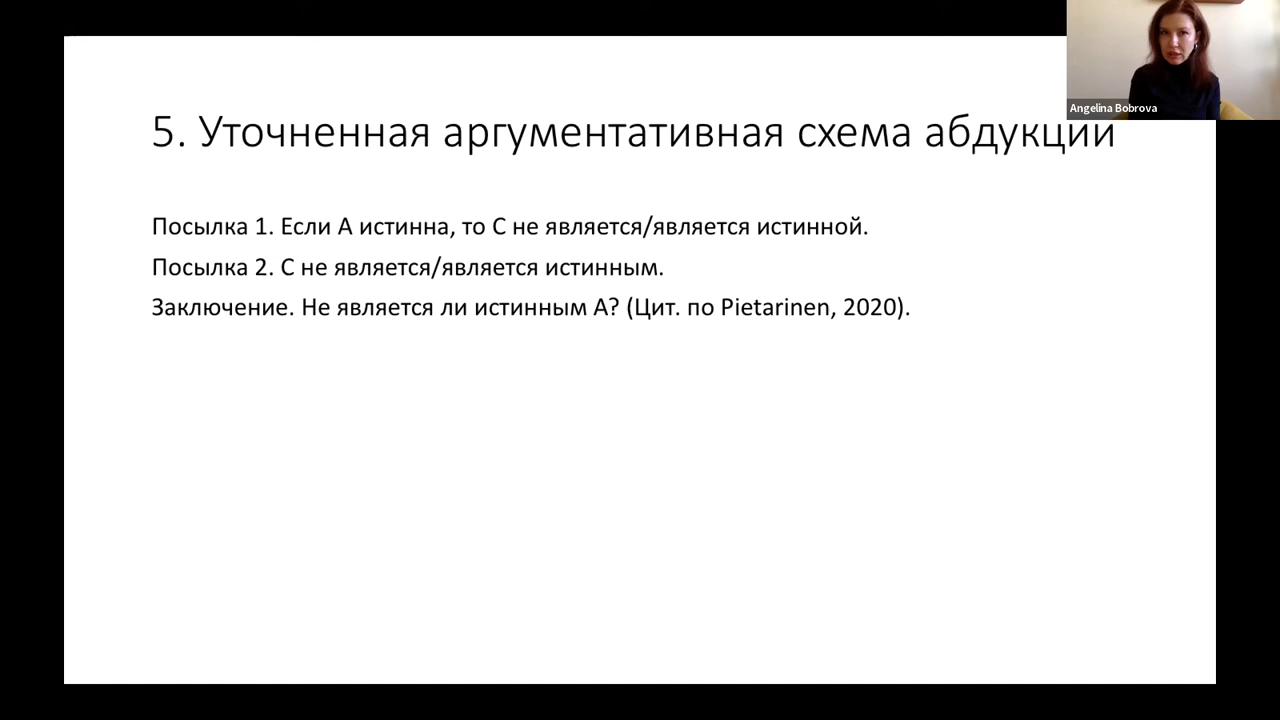 Angelina Bobrova
5. Уточненная аргументативная схема абдукции
Посылка 1. Если А истинна, то С не является/является истинной.
Посылка 2. С не является/является истинным.
Заключение. Не является ли истинным А? (Цит. по Pietarinen, 2020).